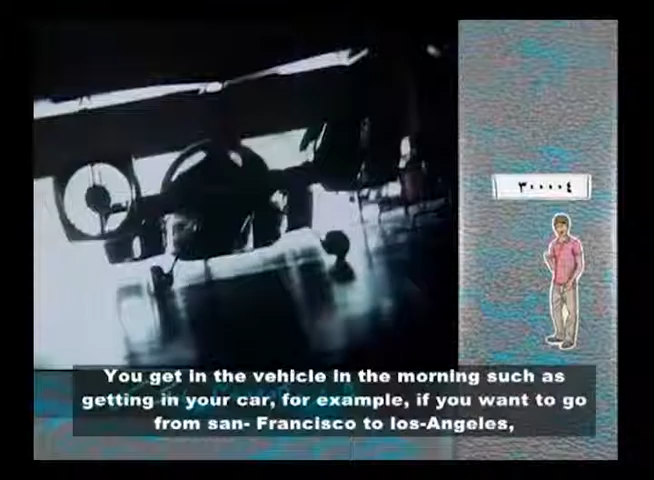 ٣٠٠٠٠٤
You get in the vehicle in the morning such as
getting in your car, for example, if you want to go
from san- Francisco to los-Angeles,